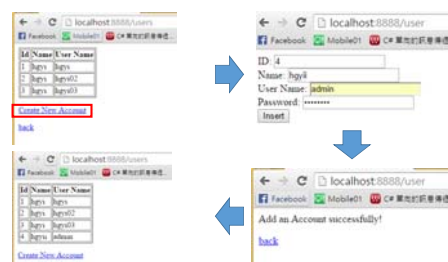 localhost:8888/users
Facebook Mobile01
Id Name User Name
1 hgys hgys
2 hgys hgys02
3 hgys hgys03
Create New Account
back
localhost:8888/user
Facebook Mobile01
ID: 4
Name: hgyii
User Name: admin
Password: ••••••••
Insert
localhost:8888/user
Facebook Mobile01
Add an Account successfully!
back
localhost:8888/users
Facebook Mobile01
Id Name User Name
1 hgys hgys
2 hgys hgys02
3 hgys hgys03
4 hgyii admin
Create New Account